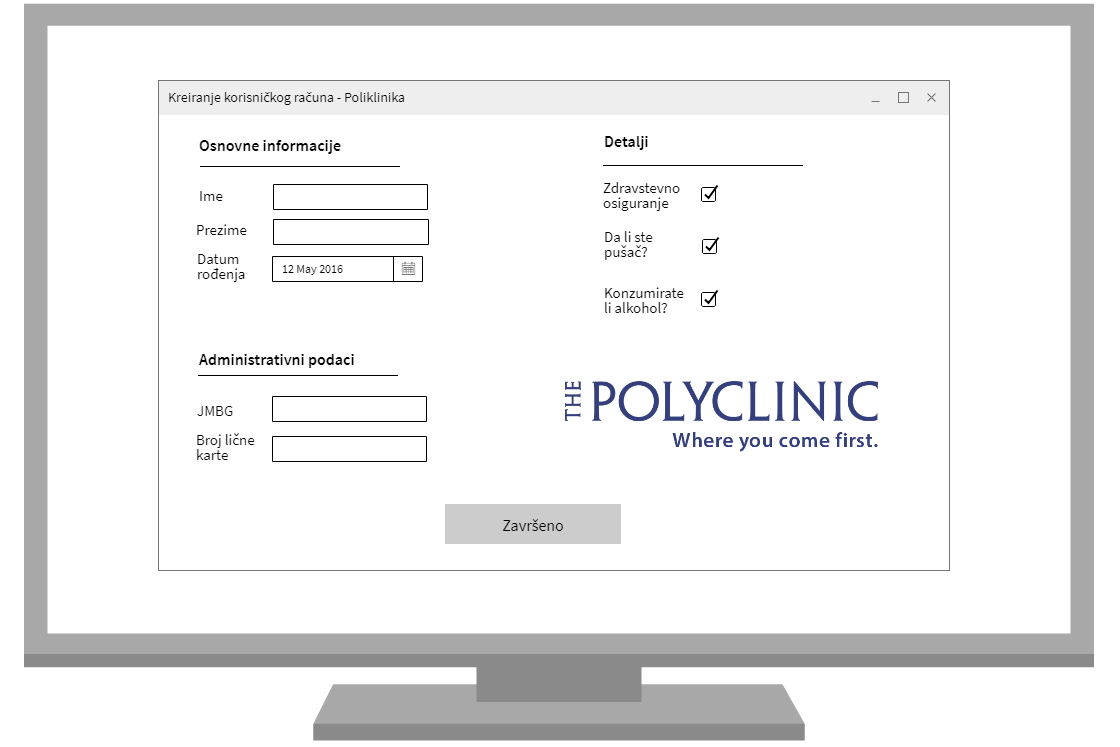 Kreiranje korisničkog računa - Poliklinika
Osnovne informacije
Ime
Prezime
Datum
rođenja
12 May 2016
Detalji
Zdravstevno
osiguranje
Da li ste
pušač?
Konzumirate
li alkohol?
Administrativni podaci
JMBG
Broj lične
karte
THE POLYCLINIC
Where you come first.
Završeno